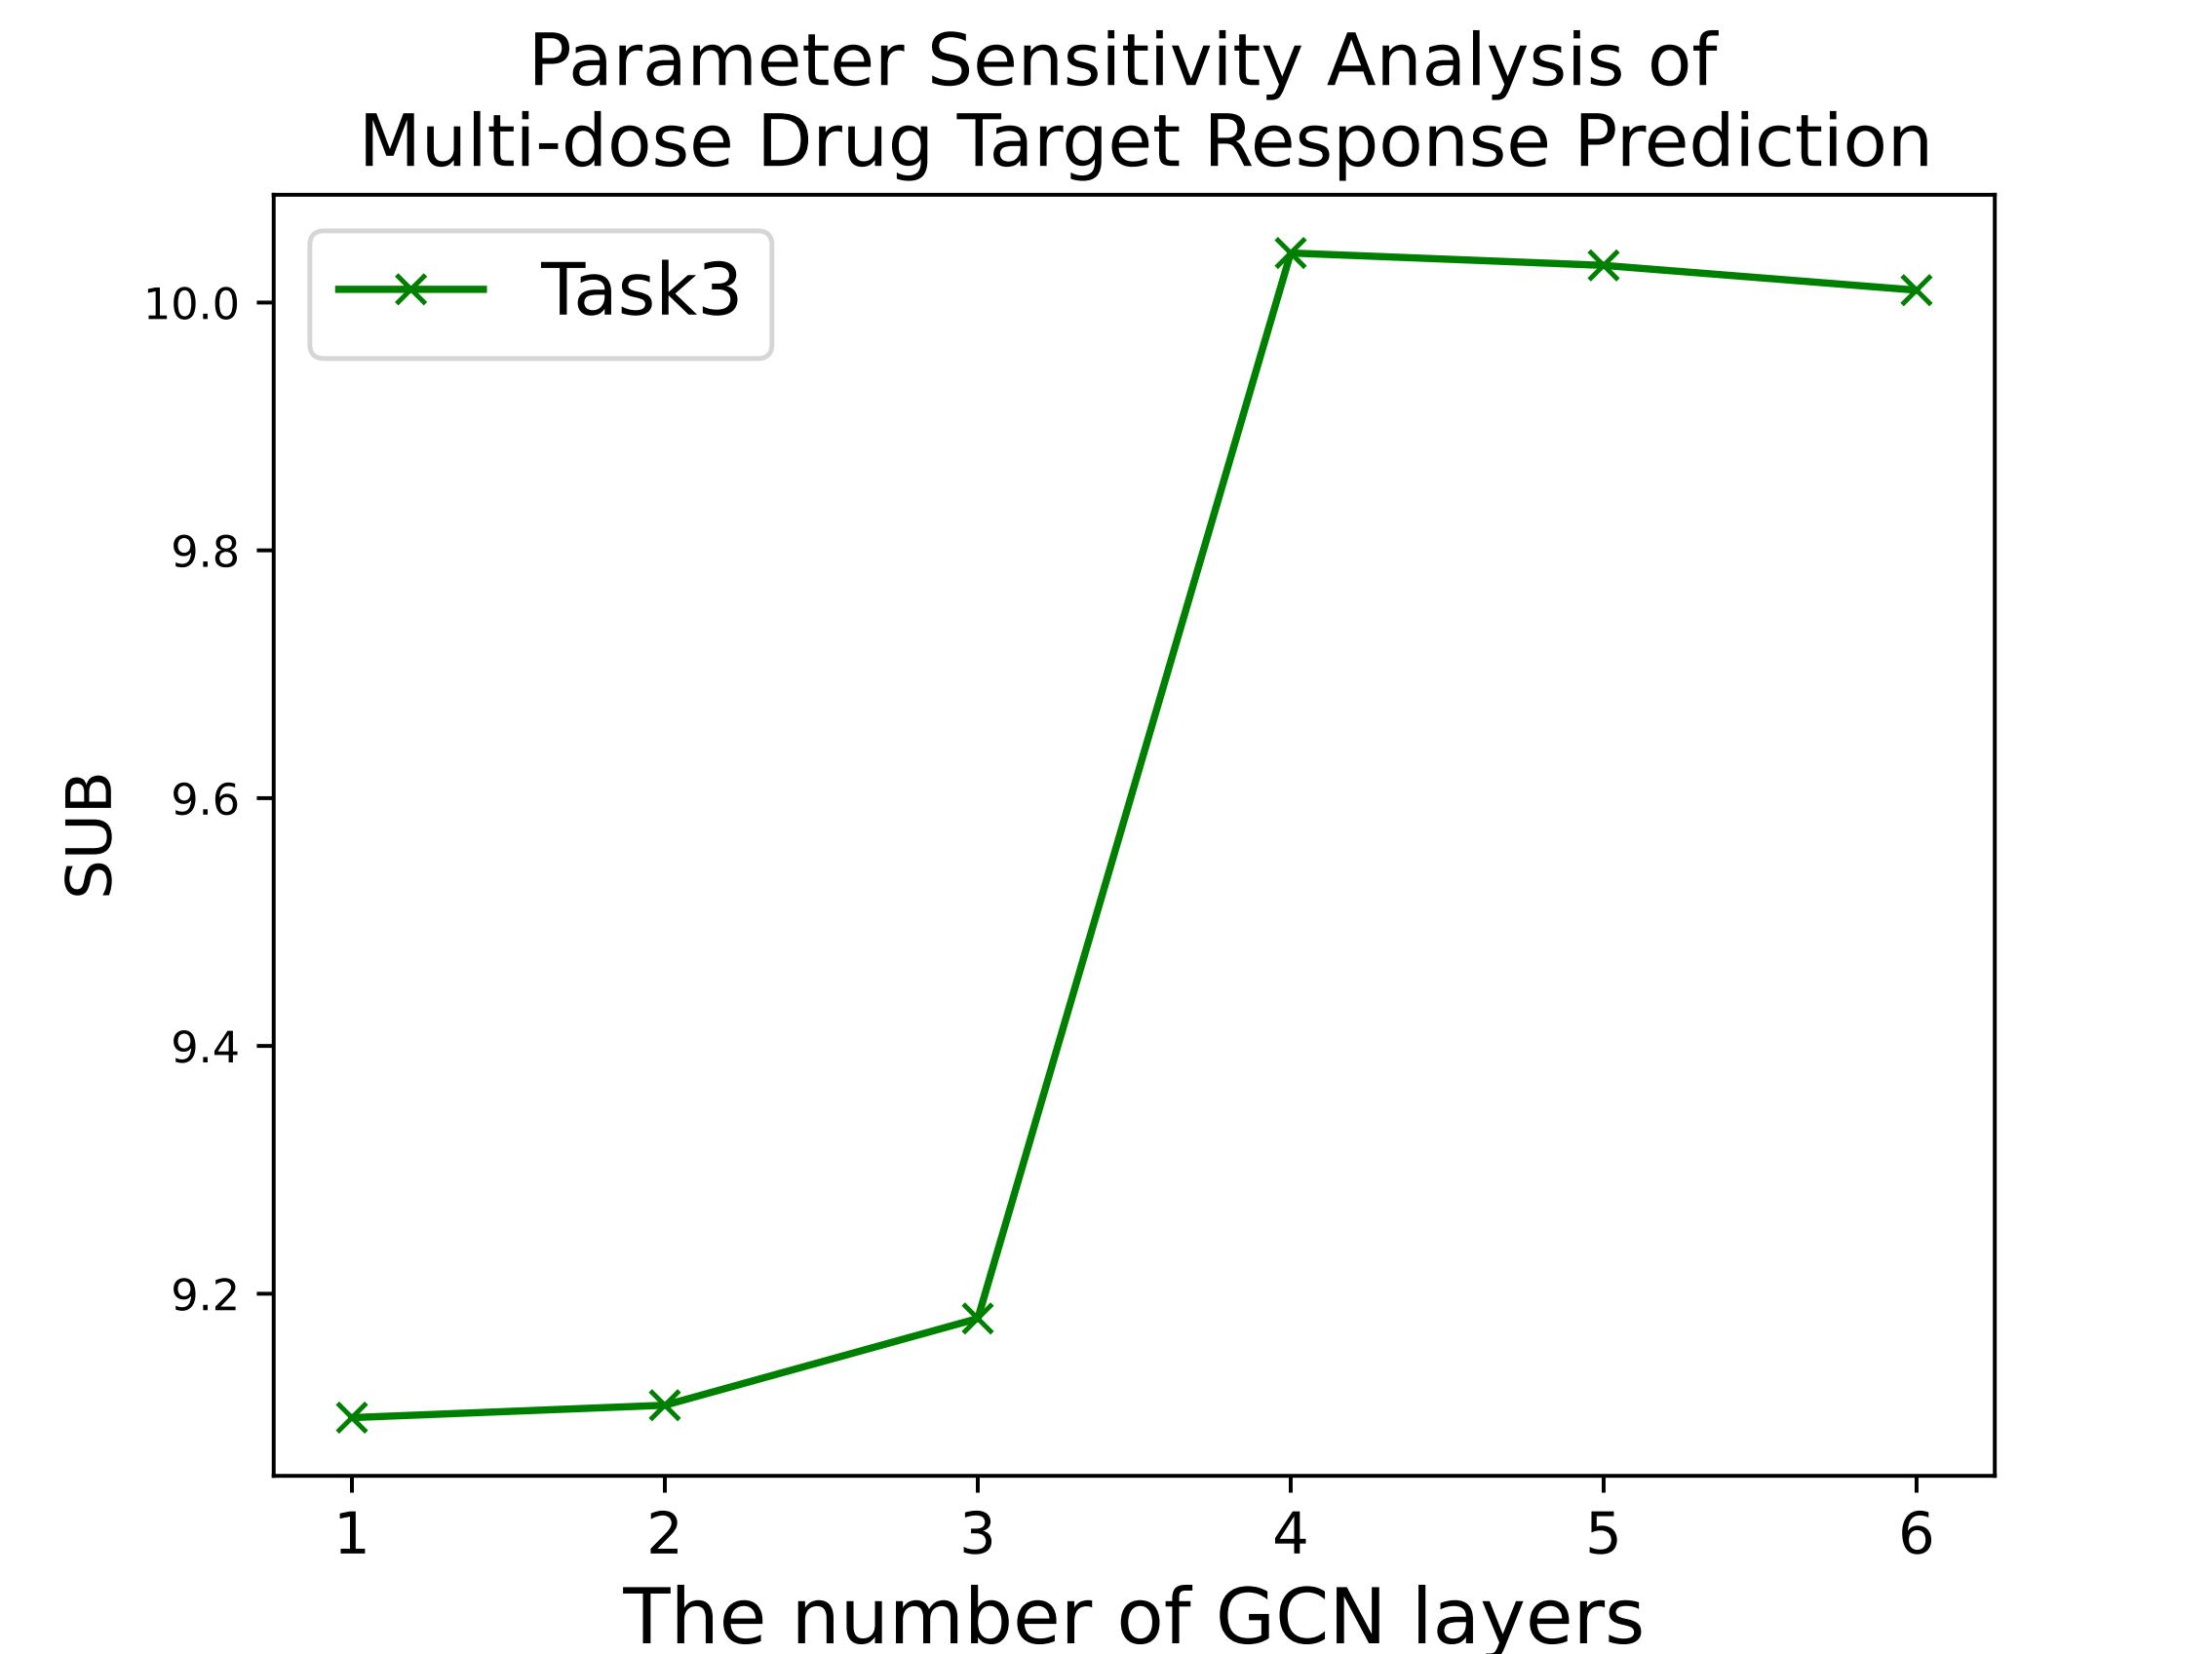 Parameter Sensitivity Analysis of
Multi-dose Drug Target Response Prediction
Task3
10.0
9.8
9.6
9.4
9.2
SUB
1 2 3 4 5 6
The number of GCN layers